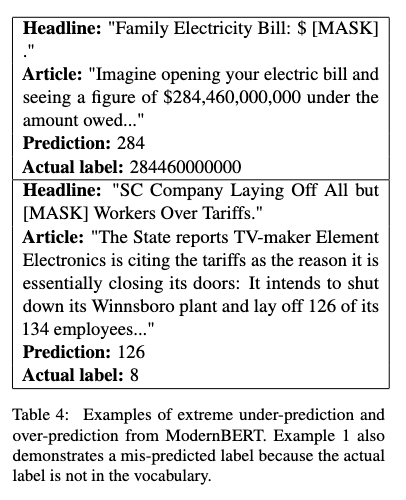 Headline: "Family Electricity Bill: $ [MASK]
."
Article: "Imagine opening your electric bill and
seeing a figure of $284,460,000,000 under the
amount owed..."
Prediction: 284
Actual label: 284460000000
Headline: "SC Company Laying Off All but
[MASK] Workers Over Tariffs."
Article: "The State reports TV-maker Element
Electronics is citing the tariffs as the reason it is
essentially closing its doors: It intends to shut
down its Winnsboro plant and lay off 126 of its
134 employees..."
Prediction: 126
Actual label: 8
Table 4: Examples of extreme under-prediction and
over-prediction from ModernBERT. Example 1 also
demonstrates a mis-predicted label because the actual
label is not in the vocabulary.